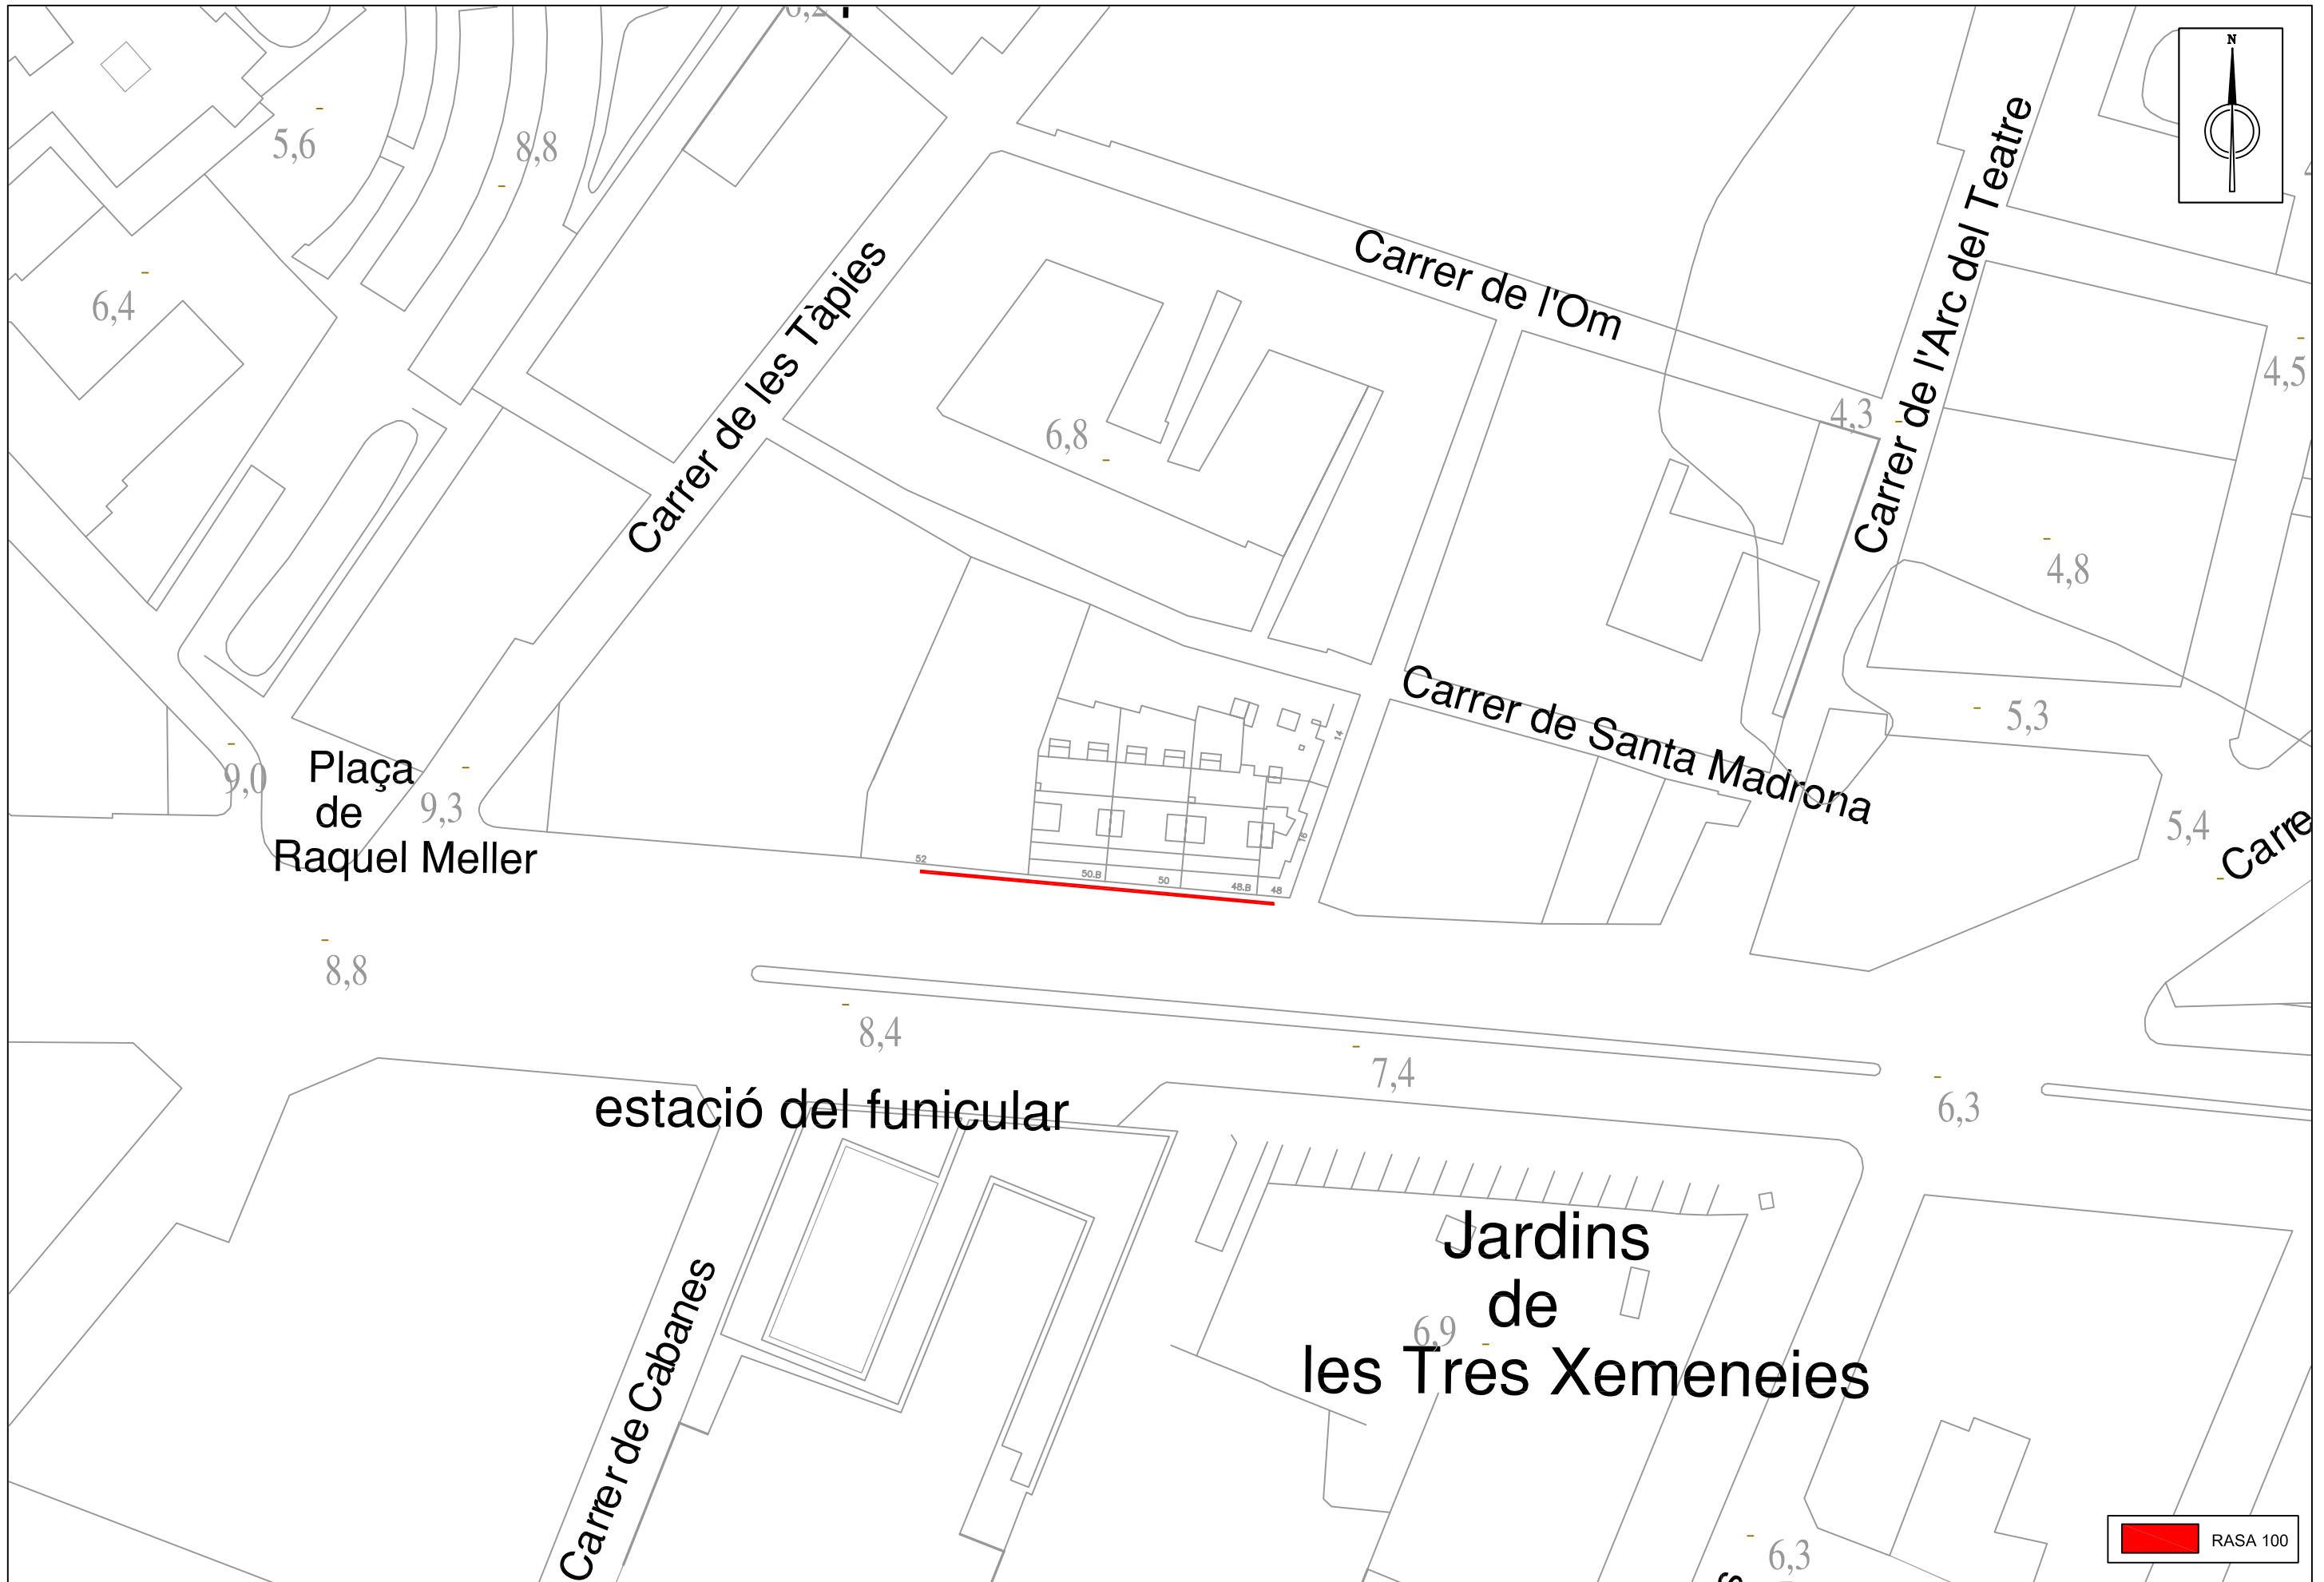 N
5,6
8,8
Carrer de l'Arc del Teatre
Carrer de l'Om
Carrer de les Tàpies
6,4
4,5
4,3
6,8
4,8
Carrer de Santa Madrona
5,3
14
Plaça
de
Raquel Meller
9,0
9,3
16
5,4
Carre
52
50.B
50
48.B
48
8,8
8,4
7,4
6,3
estació del funicular
Jardins
de
les Tres Xemeneies
6,9
Carrer de Cabanes
6,3
RASA 100